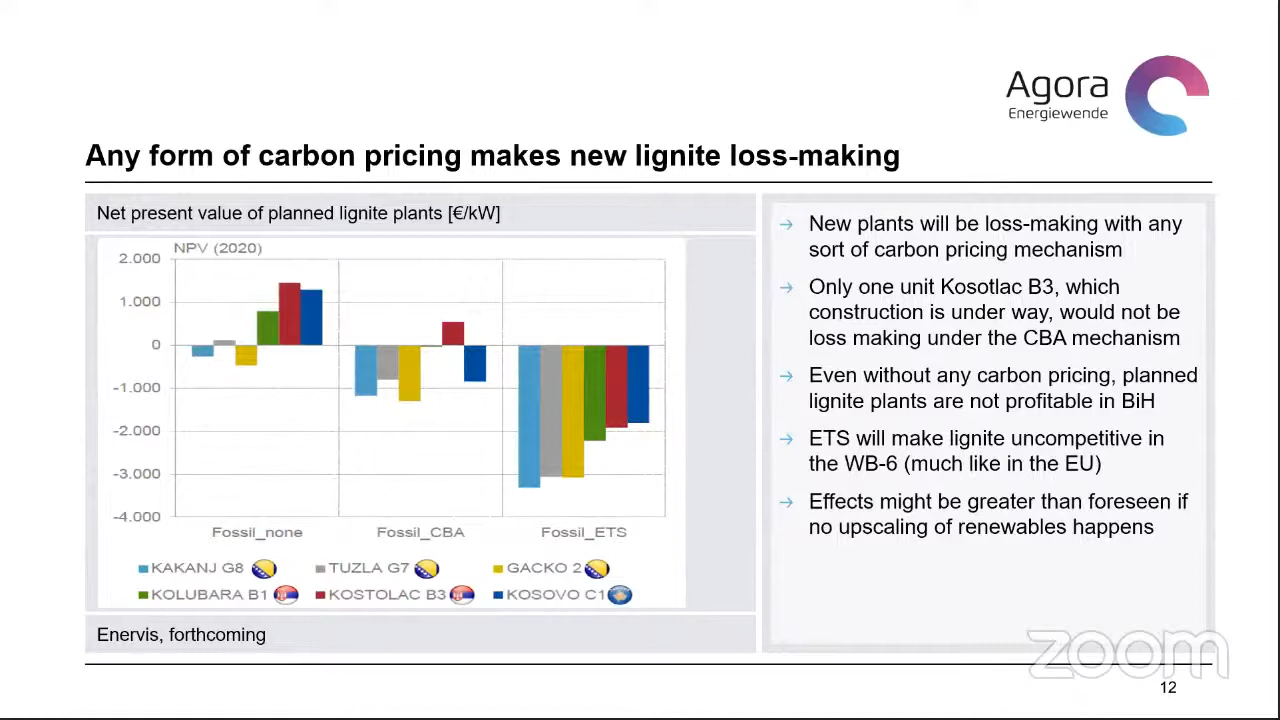 Agora
Energiewende
Any form of carbon pricing makes new lignite loss-making
Net present value of planned lignite plants [€/kW]
NPV (2020)
2.000
1.000
0
-1.000
-2.000
-3.000
-4.000
Fossil_none
Fossil_CBA
Fossil_ETS
KAKANJ G8
TUZLA G7
GACKO 2
KOLUBARA B1
KOSTOLAC B3
KOSOVO C1
Enervis, forthcoming
→ New plants will be loss-making with any
sort of carbon pricing mechanism
→ Only one unit Kosotlac B3, which
construction is under way, would not be
loss making under the CBA mechanism
→ Even without any carbon pricing, planned
lignite plants are not profitable in BiH
→ ETS will make lignite uncompetitive in
the WB-6 (much like in the EU)
→ Effects might be greater than foreseen if
no upscaling of renewables happens
zoom
12